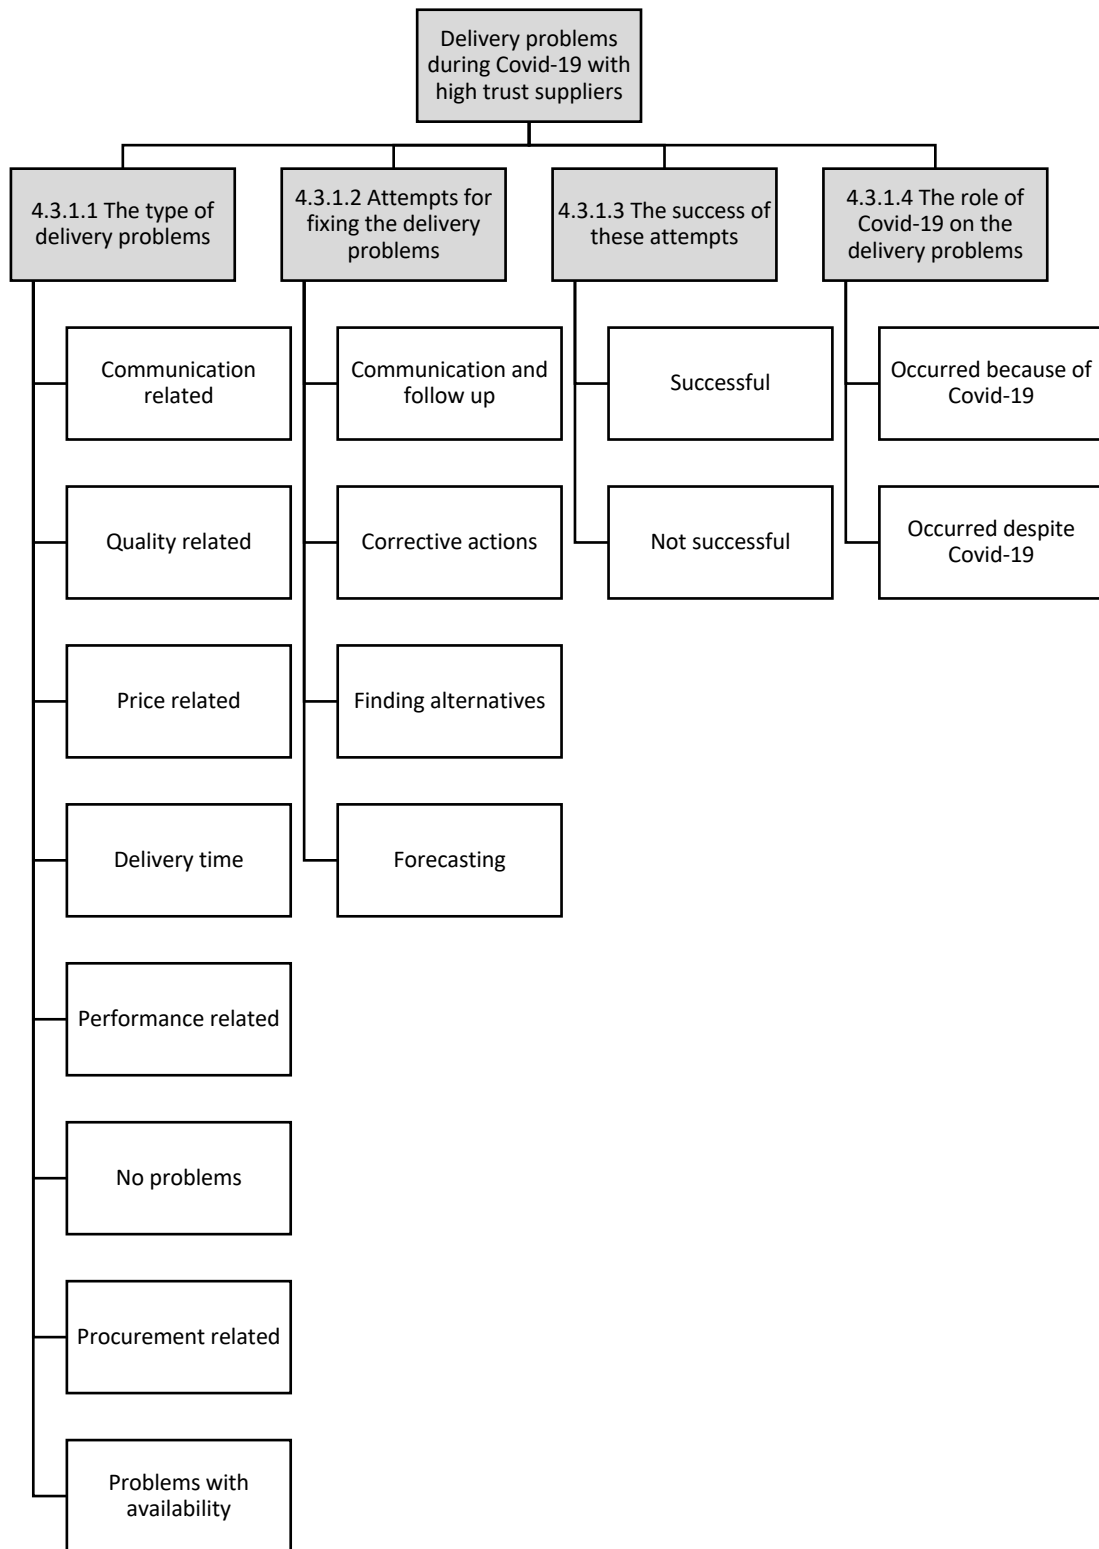 Delivery problems
during Covid-19 with
high trust suppliers
4.3.1.1 The type of
delivery problems
4.3.1.2 Attempts for
fixing the delivery
problems
4.3.1.3 The success of
these attempts
4.3.1.4 The role of
Covid-19 on the
delivery problems
Communication
related
Quality related
Price related
Delivery time
Performance related
No problems
Procurement related
Problems with
availability
Communication and
follow up
Corrective actions
Finding alternatives
Forecasting
Successful
Not successful
Occurred because of
Covid-19
Occurred despite
Covid-19